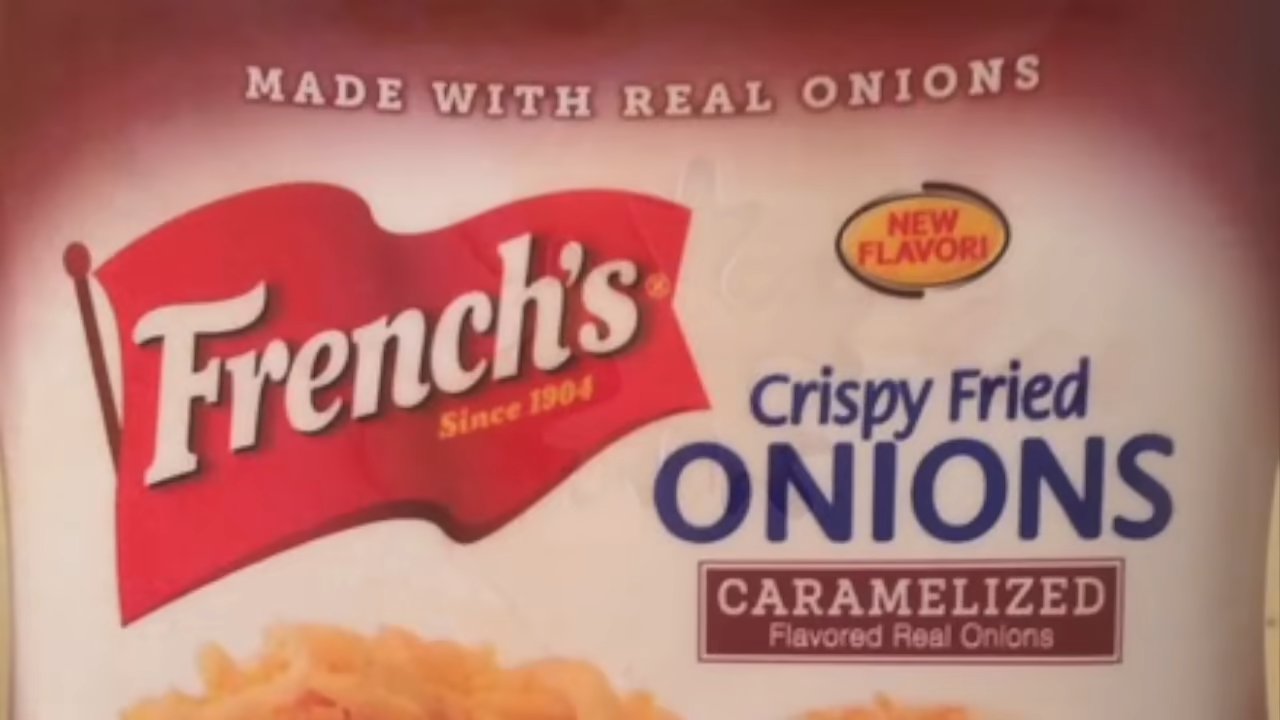 MADE WITH REAL ONIONS
French's®
Since 1904
NEW
FLAVOR!
Crispy Fried
ONIONS
CARAMELIZED
Flavored Real Onions